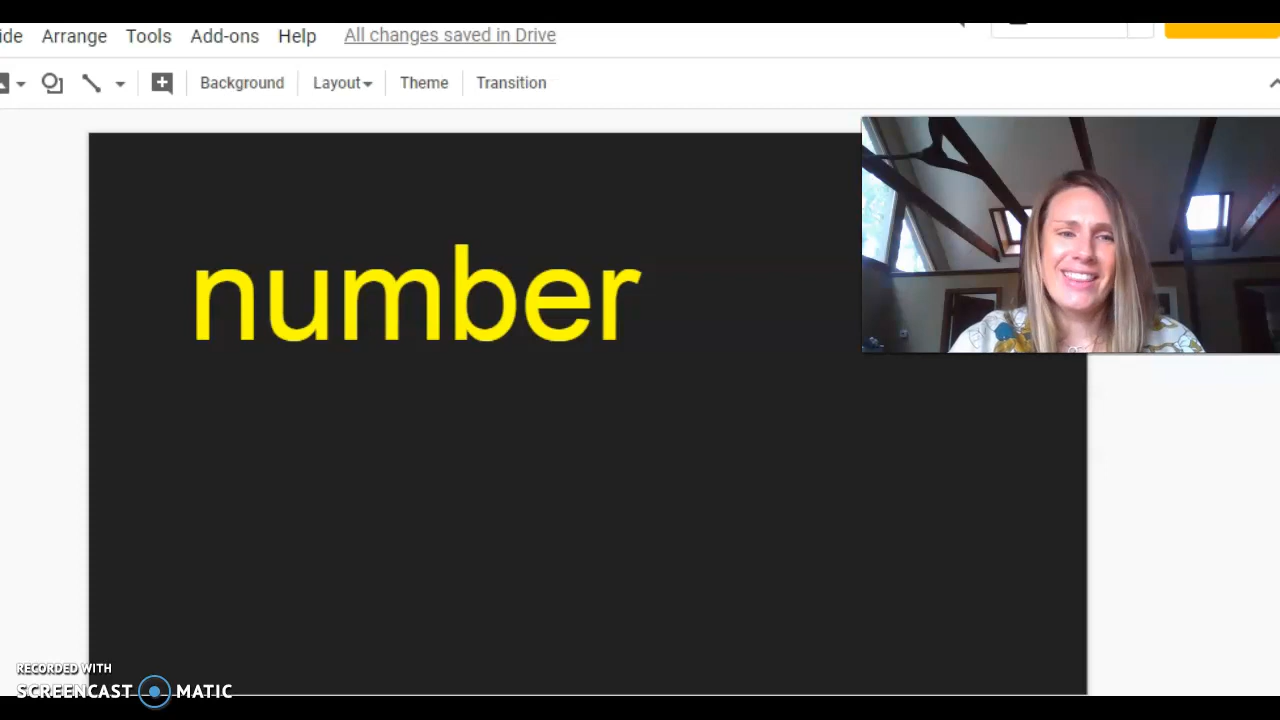 Arrange Tools Add-ons Help All changes saved in Drive
Background Layout Theme Transition
number
RECORDED WITH
SCREENCAST MATIC